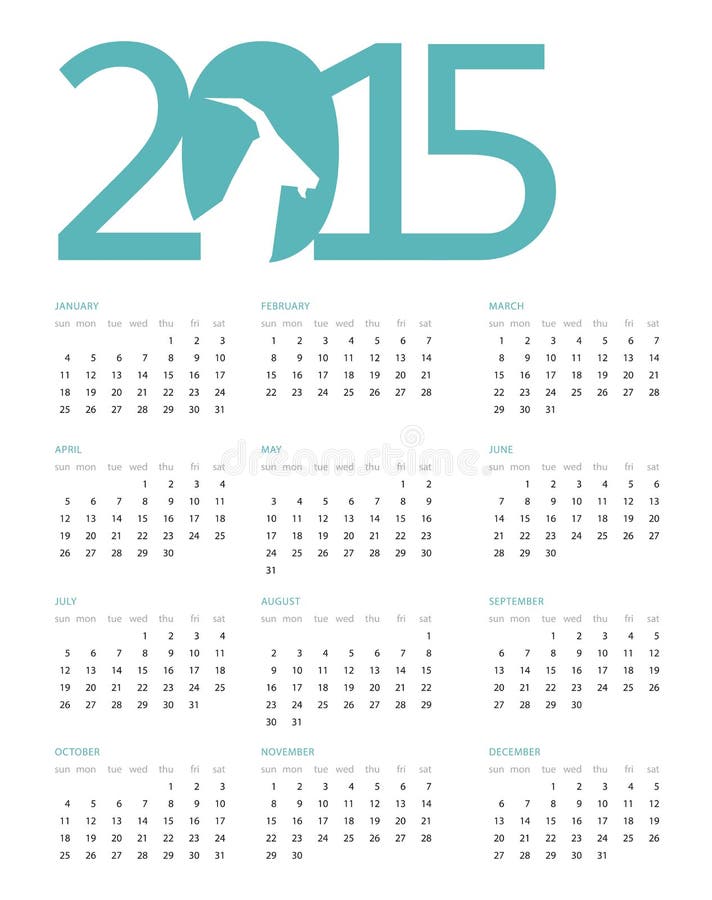 2015
JANUARY
sun mon tue wed thu fri sat
1 2 3
4 5 6 7 8 9 10
11 12 13 14 15 16 17
18 19 20 21 22 23 24
25 26 27 28 29 30 31
FEBRUARY
sun mon tue wed thu fri sat
1 2 3 4 5 6 7
8 9 10 11 12 13 14
15 16 17 18 19 20 21
22 23 24 25 26 27 28
MARCH
sun mon tue wed thu fri sat
1 2 3 4 5 6 7
8 9 10 11 12 13 14
15 16 17 18 19 20 21
22 23 24 25 26 27 28
29 30 31
APRIL
sun mon tue wed thu fri sat
1 2 3 4
5 6 7 8 9 10 11
12 13 14 15 16 17 18
19 20 21 22 23 24 25
26 27 28 29 30
MAY
sun mon tue wed thu fri sat
1 2
3 4 5 6 7 8 9
10 11 12 13 14 15 16
17 18 19 20 21 22 23
24 25 26 27 28 29 30
31
JUNE
sun mon tue wed thu fri sat
1 2 3 4 5 6
7 8 9 10 11 12 13
14 15 16 17 18 19 20
21 22 23 24 25 26 27
28 29 30
JULY
sun mon tue wed thu fri sat
1 2 3 4
5 6 7 8 9 10 11
12 13 14 15 16 17 18
19 20 21 22 23 24 25
26 27 28 29 30 31
AUGUST
sun mon tue wed thu fri sat
1
2 3 4 5 6 7 8
9 10 11 12 13 14 15
16 17 18 19 20 21 22
23 24 25 26 27 28 29
30 31
SEPTEMBER
sun mon tue wed thu fri sat
1 2 3 4 5
6 7 8 9 10 11 12
13 14 15 16 17 18 19
20 21 22 23 24 25 26
27 28 29 30
OCTOBER
sun mon tue wed thu fri sat
1 2 3
4 5 6 7 8 9 10
11 12 13 14 15 16 17
18 19 20 21 22 23 24
25 26 27 28 29 30 31
NOVEMBER
sun mon tue wed thu fri sat
1 2 3 4 5 6 7
8 9 10 11 12 13 14
15 16 17 18 19 20 21
22 23 24 25 26 27 28
29 30
DECEMBER
sun mon tue wed thu fri sat
1 2 3 4 5
6 7 8 9 10 11 12
13 14 15 16 17 18 19
20 21 22 23 24 25 26
27 28 29 30 31
dreamstime